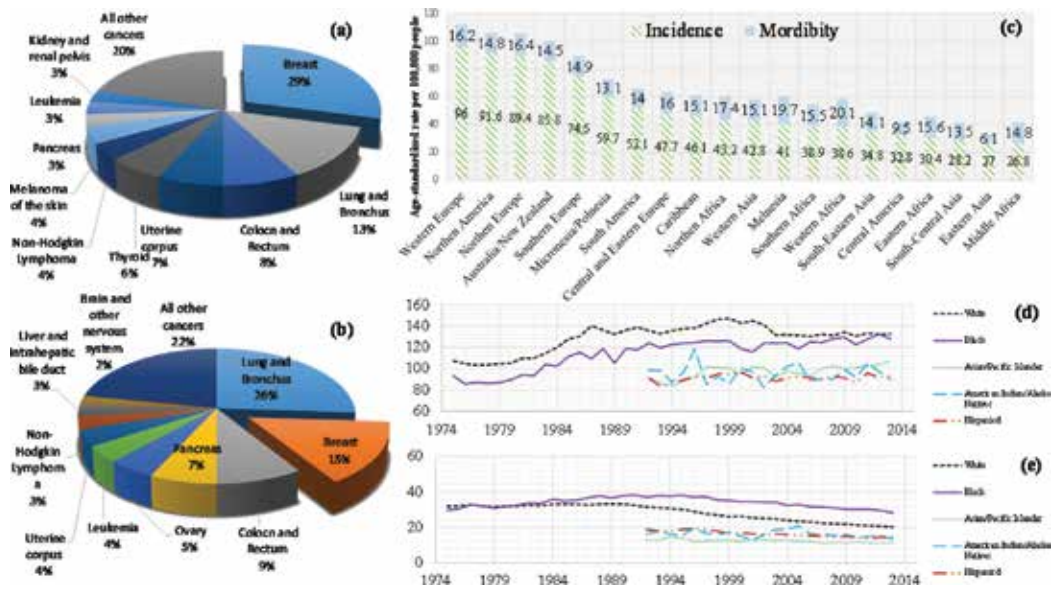 (a)
All other
cancers
20%
Kidney and
renal pelvis
3%
Leukemia
3%
Pancreas
3%
Melanoma
of the skin
4%
Non-Hodgkin
Lymphoma
4%
Thyroid
6%
Uterine
corpus
7%
Colocn and
Rectum
8%
Lung and
Bronchus
13%
Breast
29%
(b)
Brain and
other
nervous
system
2%
All other
cancers
22%
Liver and
intrahepatic
bile duct
3%
Non-
Hodgkin
Lymphom
a
3%
Uterine
corpus
4%
Leukemia
4%
Ovary
5%
Pancreas
7%
Colocn and
Rectum
9%
Breast
15%
Lung and
Bronchus
26%
(c)
Incidence Mordibity
Age-standardised rate per 100,000 people
120
100
80
60
40
20
0
16.2 14.8 16.4 14.5 14.9 13.1 14 16 15.1 17.4 15.1 19.7 15.5 20.1 14.1 9.5 15.6 13.5 6.1 14.8
96 91.6 89.4 85.8 74.5 59.7 52.1 47.7 46.1 43.2 42.8 41 38.9 38.6 34.8 32.8 30.4 28.2 27 26.8
Western Europe
Northen America
Northen Europe
Australia/New Zealand
Southern Europe
Micronesa/Polnesia
South America
Central and Eastern Europe
Caribbean
Northern Africa
Western Asia
Melnesia
Southern Africa
Western Africa
South-Eastern Asia
Central America
Eastern Africa
South-Central Asia
Eastern Asia
Middle Africa
(d)
160
140
120
100
80
60
1974 1979 1984 1989 1994 1999 2004 2009 2014
White
Black
Asian/Pacific Islander
American Indian/Alaska
Native
Hispanic
(e)
60
40
20
0
1974 1979 1984 1989 1994 1999 2004 2009 2014
White
Black
Asian/Pacific Islander
American Indian/Alaska
Native
Hispanic